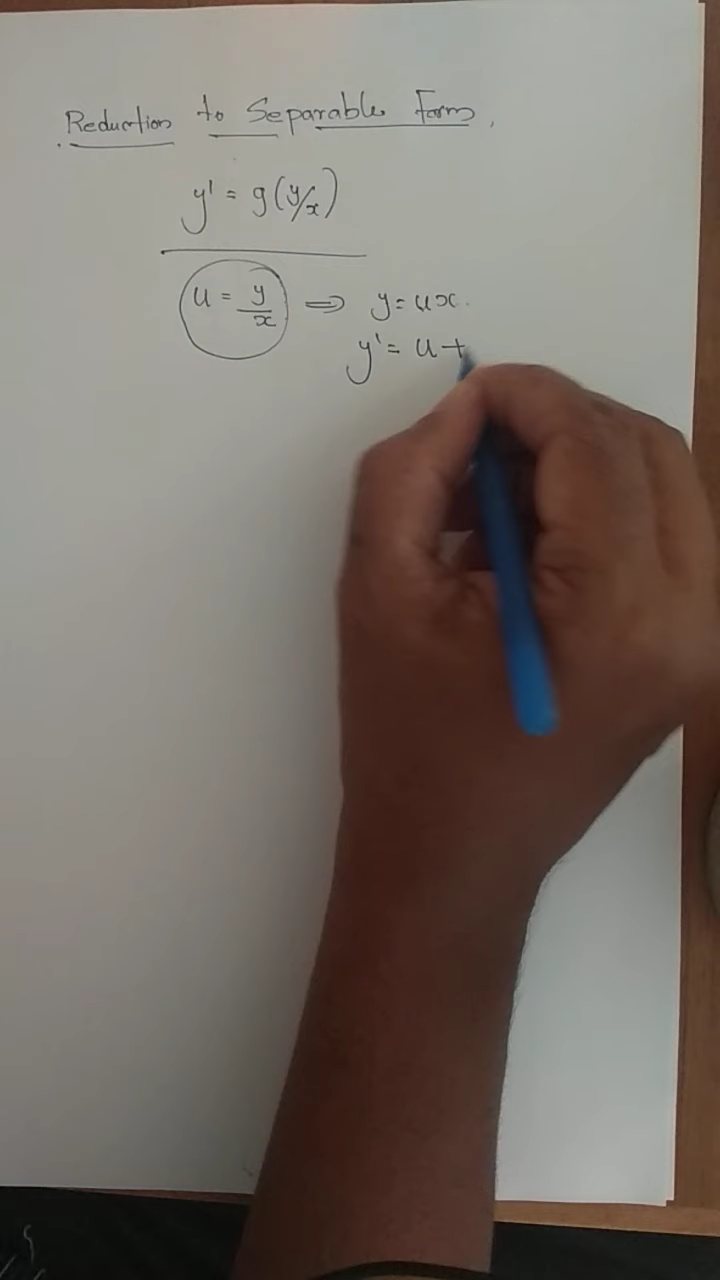 Reduction to Separable Form.
y' = g(y/x)
u = y/x ⇒ y = ux.
y' = u +